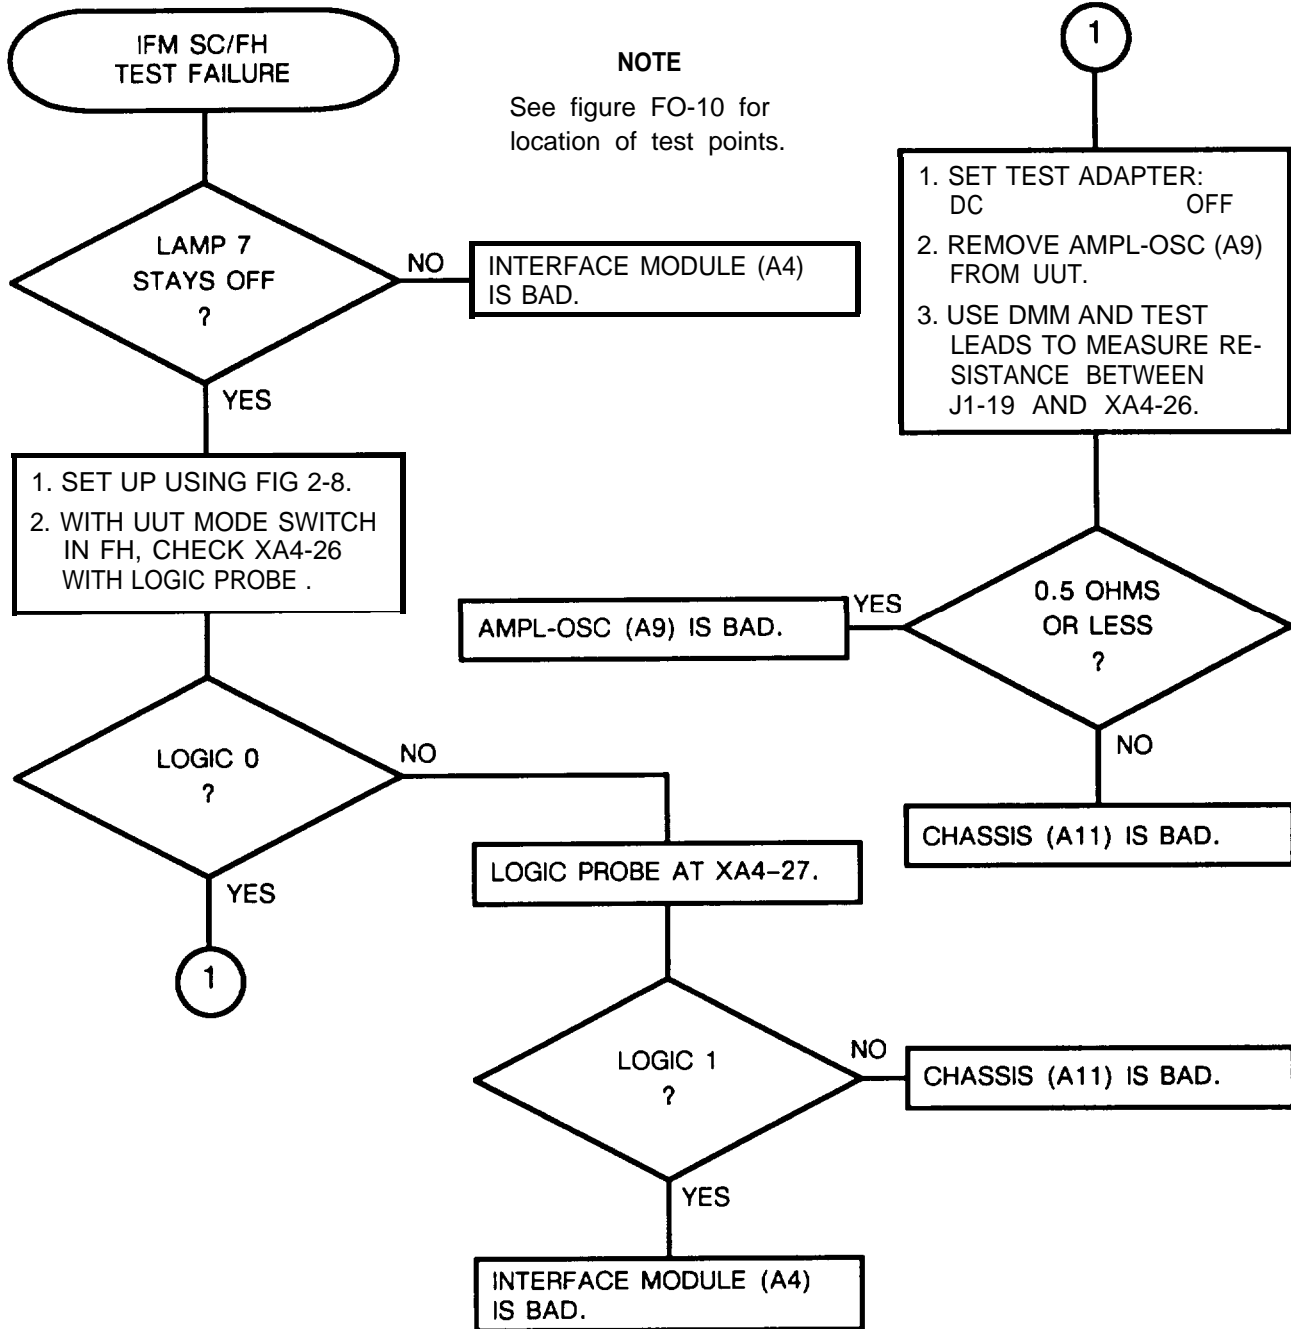 IFM SC/FH
TEST FAILURE
NOTE
See figure FO-10 for
location of test points.
LAMP 7
STAYS OFF
?
NO
INTERFACE MODULE (A4)
IS BAD.
YES
1. SET UP USING FIG 2-8.
2. WITH UUT MODE SWITCH
IN FH, CHECK XA4-26
WITH LOGIC PROBE .
LOGIC 0
?
NO
YES
1
LOGIC PROBE AT XA4-27.
LOGIC 1
?
NO
CHASSIS (A11) IS BAD.
YES
INTERFACE MODULE (A4)
IS BAD.
1
1. SET TEST ADAPTER:
DC OFF
2. REMOVE AMPL-OSC (A9)
FROM UUT.
3. USE DMM AND TEST
LEADS TO MEASURE RE-
SISTANCE BETWEEN
J1-19 AND XA4-26.
0.5 OHMS
OR LESS
?
YES
AMPL-OSC (A9) IS BAD.
NO
CHASSIS (A11) IS BAD.